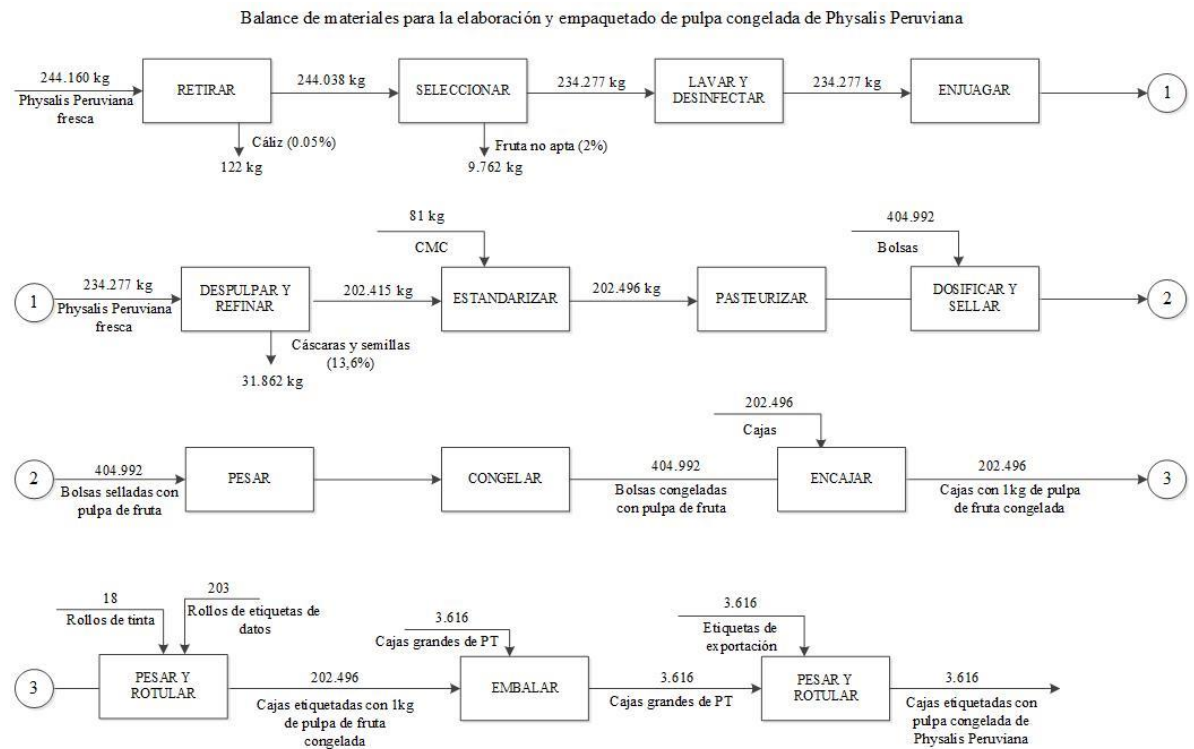 Balance de materiales para la elaboración y empaquetado de pulpa congelada de Physalis Peruviana
244.160 kg
Physalis Peruviana
fresca
RETIRAR
Cáliz (0.05%)
122 kg
244.038 kg
SELECCIONAR
Fruta no apta (2%)
9.762 kg
234.277 kg
LAVAR Y
DESINFECTAR
234.277 kg
ENJUAGAR
1
1
234.277 kg
Physalis Peruviana
fresca
DESPULPAR Y
REFINAR
Cáscaras y semillas
(13,6%)
31.862 kg
202.415 kg
81 kg
CMC
ESTANDARIZAR
202.496 kg
PASTEURIZAR
404.992
Bolsas
DOSIFICAR Y
SELLAR
2
2
404.992
Bolsas selladas con
pulpa de fruta
PESAR
CONGELAR
404.992
Bolsas congeladas
con pulpa de fruta
202.496
Cajas
ENCAJAR
202.496
Cajas con 1kg de pulpa
de fruta congelada
3
3
18
Rollos de tinta
203
Rollos de etiquetas de
datos
PESAR Y
ROTULAR
202.496
Cajas etiquetadas con 1kg
de pulpa de fruta
congelada
3.616
Cajas grandes de PT
EMBALAR
3.616
Cajas grandes de PT
3.616
Etiquetas de
exportación
PESAR Y
ROTULAR
3.616
Cajas etiquetadas con
pulpa congelada de
Physalis Peruviana